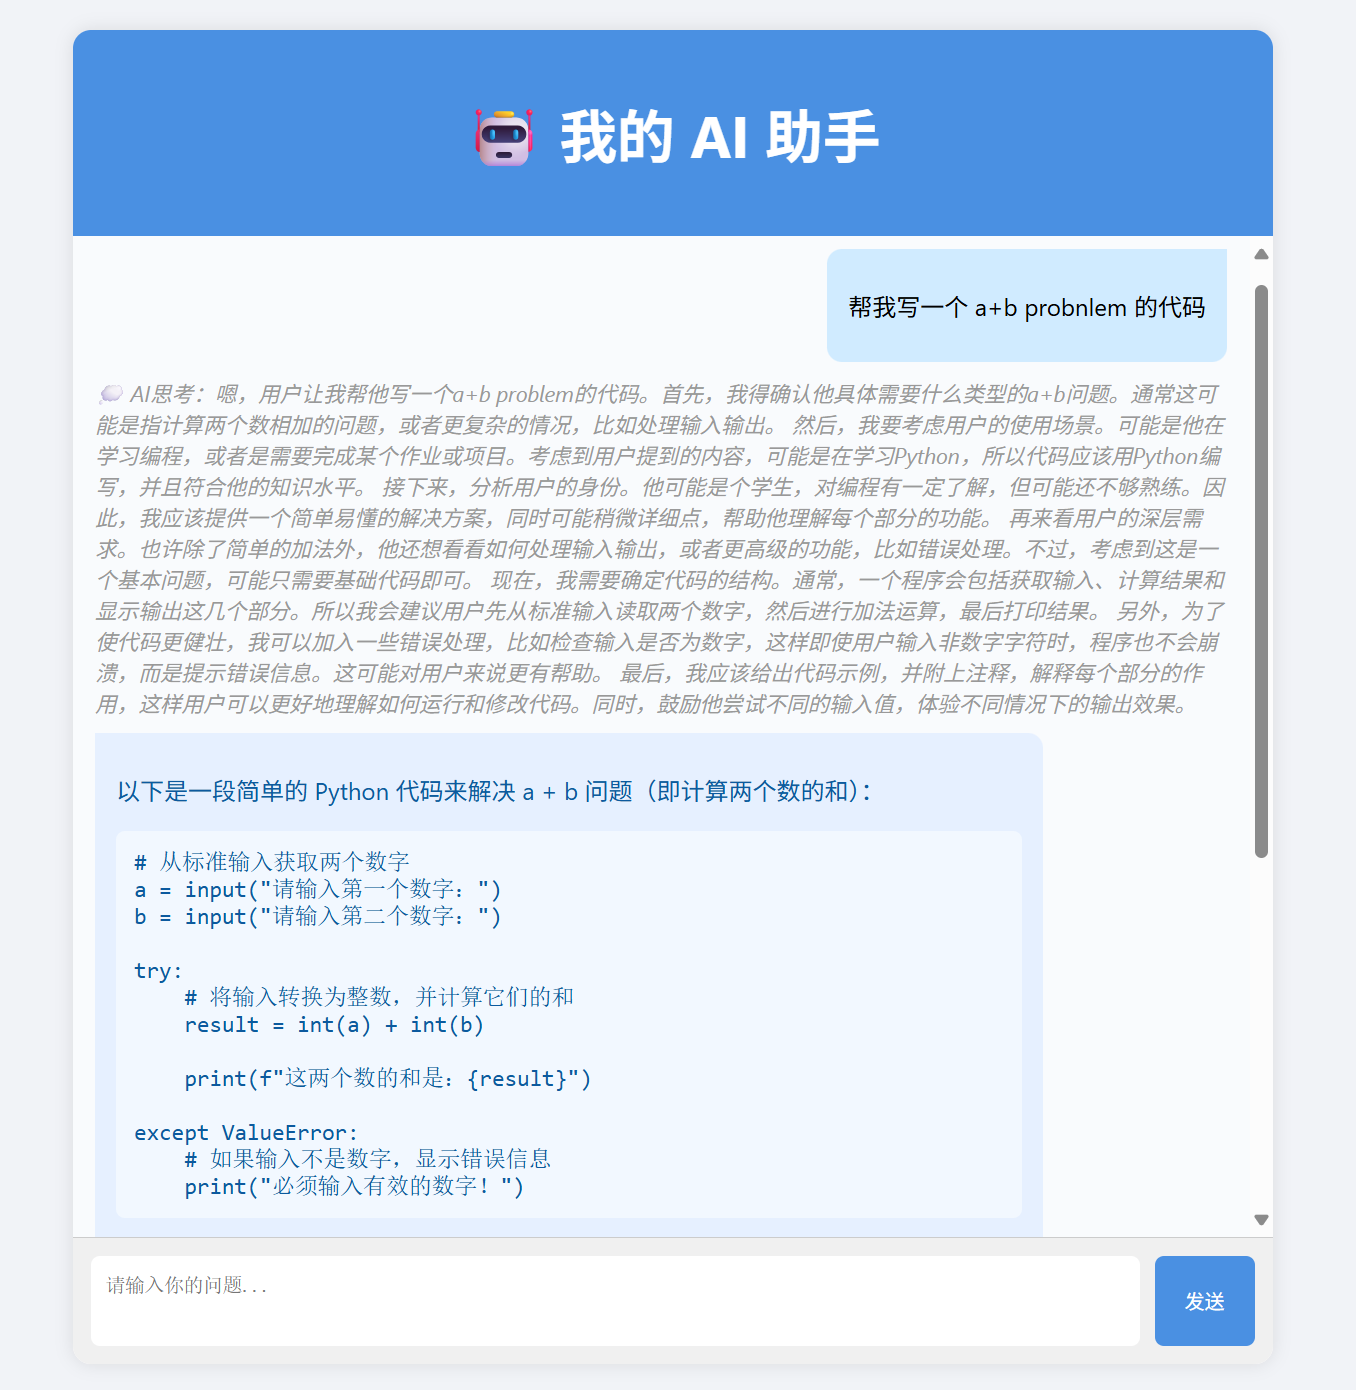 我的 AI 助手
帮我写一个 a+b probnlem 的代码
AI思考：嗯，用户让我帮他写一个a+b problem的代码。首先，我得确认他具体需要什么类型的a+b问题。通常这可
能是指计算两个数相加的问题，或者更复杂的情况，比如处理输入输出。 然后，我要考虑用户的使用场景。可能是他在
学习编程，或者是需要完成某个作业或项目。考虑到用户提到的内容，可能是在学习Python，所以代码应该用Python编
写，并且符合他的知识水平。 接下来，分析用户的身份。他可能是个学生，对编程有一定了解，但可能还不够熟练。因
此，我应该提供一个简单易懂的解决方案，同时可能稍微详细点，帮助他理解每个部分的功能。 再来看用户的深层需
求。也许除了简单的加法外，他还想看看如何处理输入输出，或者更高级的功能，比如错误处理。不过，考虑到这是一
个基本问题，可能只需要基础代码即可。 现在，我需要确定代码的结构。通常，一个程序会包括获取输入、计算结果和
显示输出这几个部分。所以我会建议用户先从标准输入读取两个数字，然后进行加法运算，最后打印结果。 另外，为了
使代码更健壮，我可以加入一些错误处理，比如检查输入是否为数字，这样即使用户输入非数字字符时，程序也不会崩
溃，而是提示错误信息。这可能对用户来说更有帮助。 最后，我应该给出代码示例，并附上注释，解释每个部分的作
用，这样用户可以更好地理解如何运行和修改代码。同时，鼓励他尝试不同的输入值，体验不同情况下的输出效果。
以下是一段简单的 Python 代码来解决 a + b 问题（即计算两个数的和）：
# 从标准输入获取两个数字
a = input("请输入第一个数字：")
b = input("请输入第二个数字：")
try:
    # 将输入转换为整数，并计算它们的和
    result = int(a) + int(b)
    print(f"这两个数的和是：{result}")
except ValueError:
    # 如果输入不是数字，显示错误信息
    print("必须输入有效的数字！")
请输入你的问题...
发送